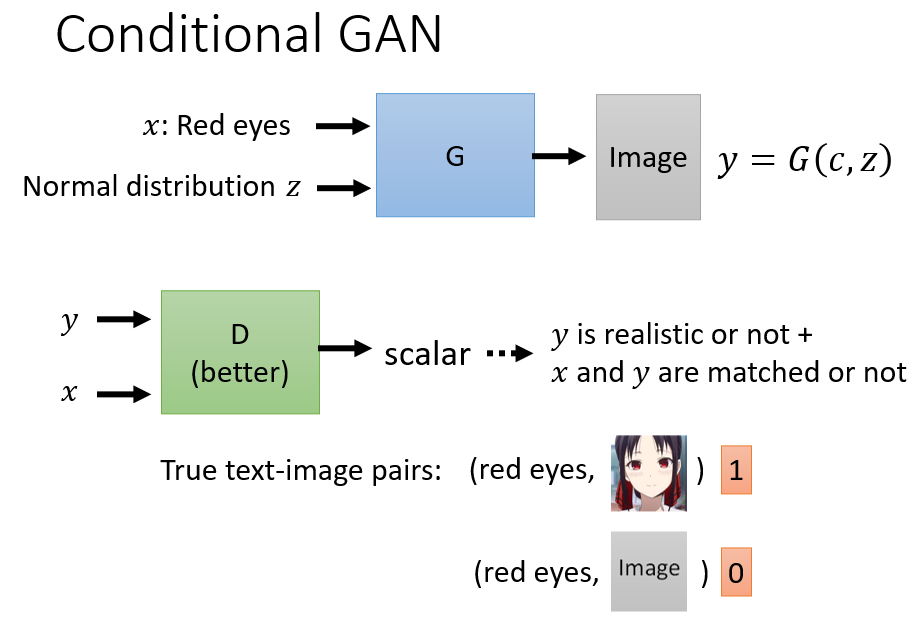 Conditional GAN
x: Red eyes
Normal distribution z
G
Image
y = G(c, z)
y
x
D
(better)
scalar
y is realistic or not +
x and y are matched or not
True text-image pairs:
(red eyes, ) 1
(red eyes, Image ) 0